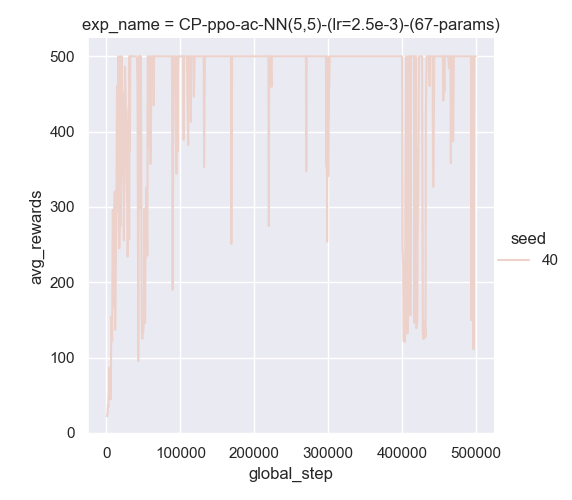 exp_name = CP-ppo-ac-NN(5,5)-(lr=2.5e-3)-(67-params)
500
400
300
200
100
0
avg_rewards
0 100000 200000 300000 400000 500000
global_step
seed
40